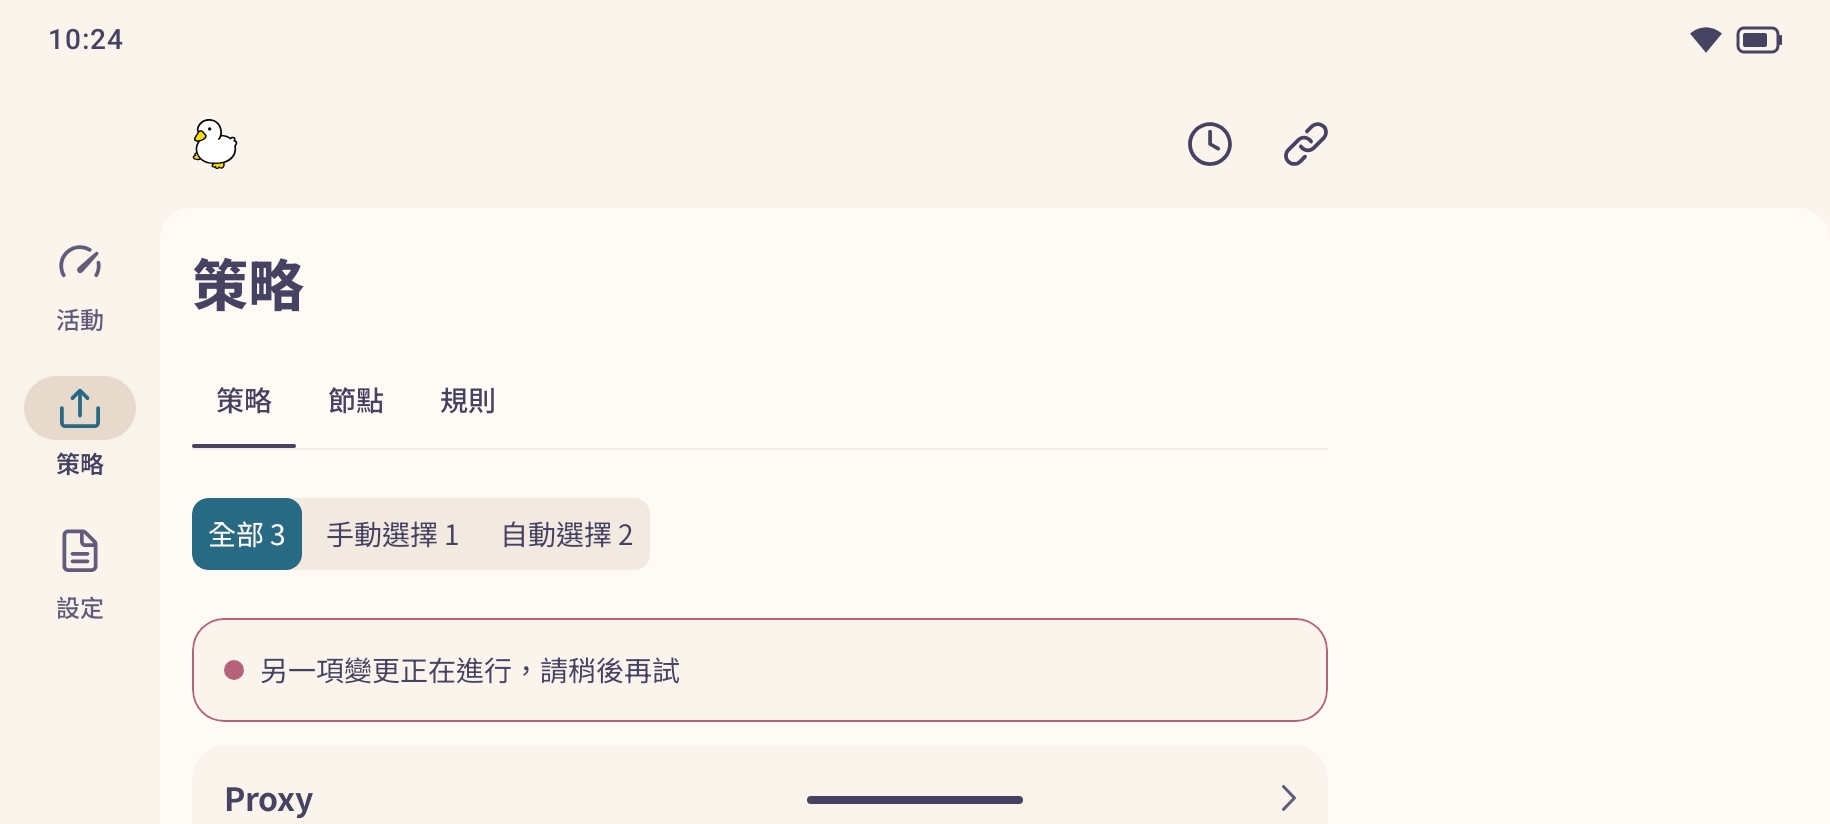 10:24
活動
策略
設定
策略
策略 節點 規則
全部 3 手動選擇 1 自動選擇 2
另一項變更正在進行，請稍後再試
Proxy